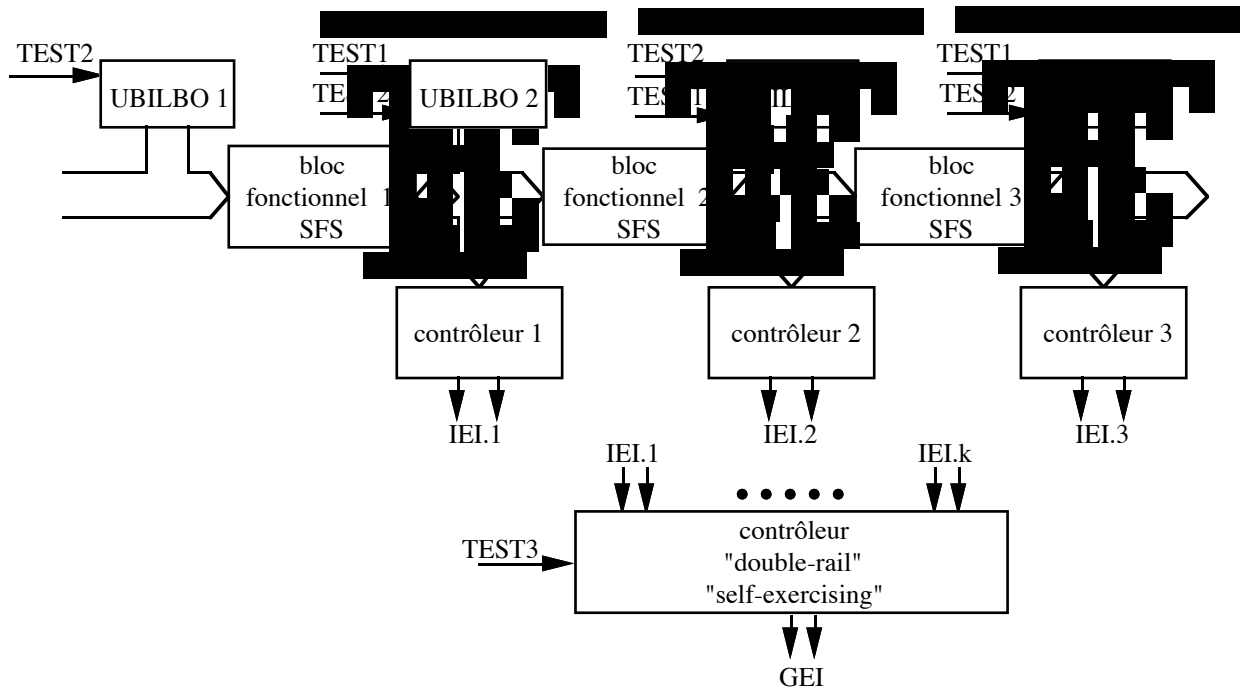 TEST2
UBILBO 1
TEST1
UBILBO 2
TEST2
TEST1
bloc
fonctionnel 1
SFS
bloc
fonctionnel 2
SFS
bloc
fonctionnel 3
SFS
contrôleur 1
contrôleur 2
contrôleur 3
IEI.1
IEI.2
IEI.3
IEI.1
IEI.k
TEST3
contrôleur
"double-rail"
"self-exercising"
GEI